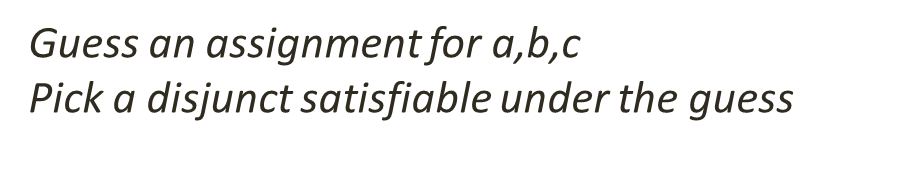 Guess an assignment for a,b,c
Pick a disjunct satisfiable under the guess